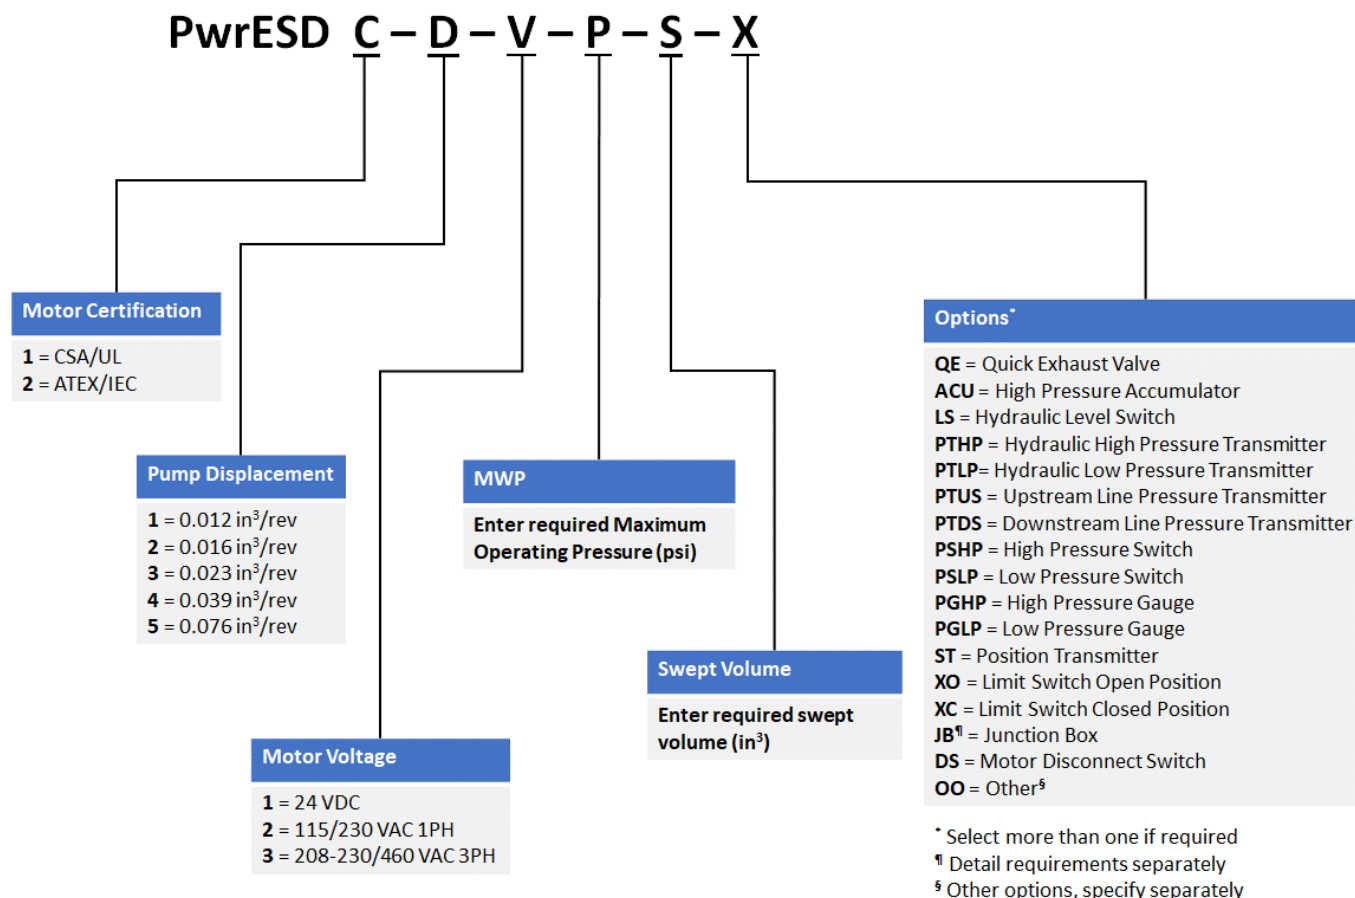 PwrESD C – D – V – P – S – X
Motor Certification
1 = CSA/UL
2 = ATEX/IEC
Pump Displacement
1 = 0.012 in³/rev
2 = 0.016 in³/rev
3 = 0.023 in³/rev
4 = 0.039 in³/rev
5 = 0.076 in³/rev
Motor Voltage
1 = 24 VDC
2 = 115/230 VAC 1PH
3 = 208-230/460 VAC 3PH
MWP
Enter required Maximum
Operating Pressure (psi)
Swept Volume
Enter required swept
volume (in³)
Options*
QE = Quick Exhaust Valve
ACU = High Pressure Accumulator
LS = Hydraulic Level Switch
PTHP = Hydraulic High Pressure Transmitter
PTLP= Hydraulic Low Pressure Transmitter
PTUS = Upstream Line Pressure Transmitter
PTDS = Downstream Line Pressure Transmitter
PSHP = High Pressure Switch
PSLP = Low Pressure Switch
PGHP = High Pressure Gauge
PGLP = Low Pressure Gauge
ST = Position Transmitter
XO = Limit Switch Open Position
XC = Limit Switch Closed Position
JB¶ = Junction Box
DS = Motor Disconnect Switch
OO = Other§
* Select more than one if required
¶ Detail requirements separately
§ Other options, specify separately